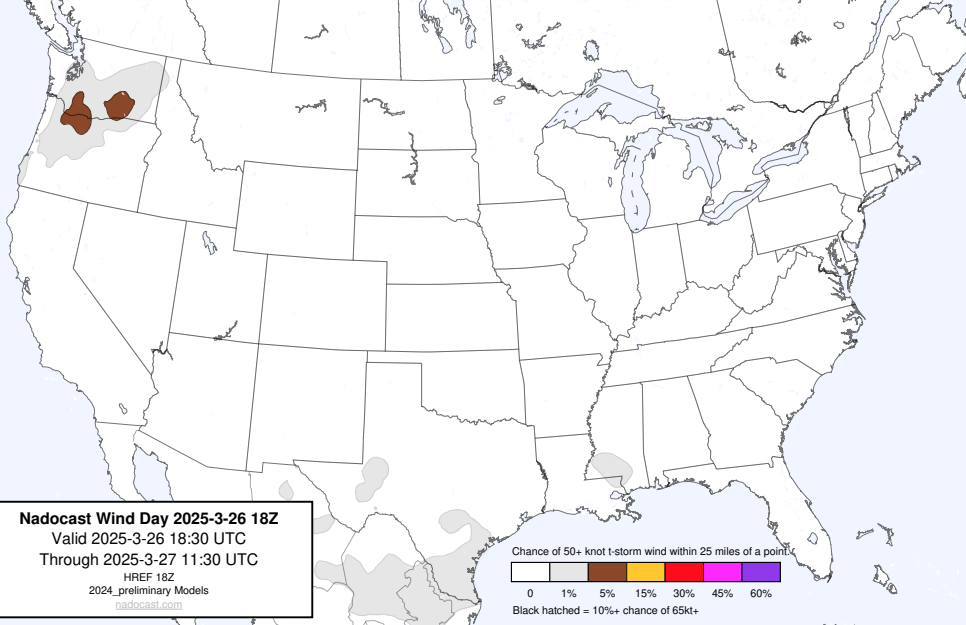 Nadocast Wind Day 2025-3-26 18Z
Valid 2025-3-26 18:30 UTC
Through 2025-3-27 11:30 UTC
HREF 18Z
2024_preliminary Models
nadocast.com
Chance of 50+ knot t-storm wind within 25 miles of a point.
0 1% 5% 15% 30% 45% 60%
Black hatched = 10%+ chance of 65kt+